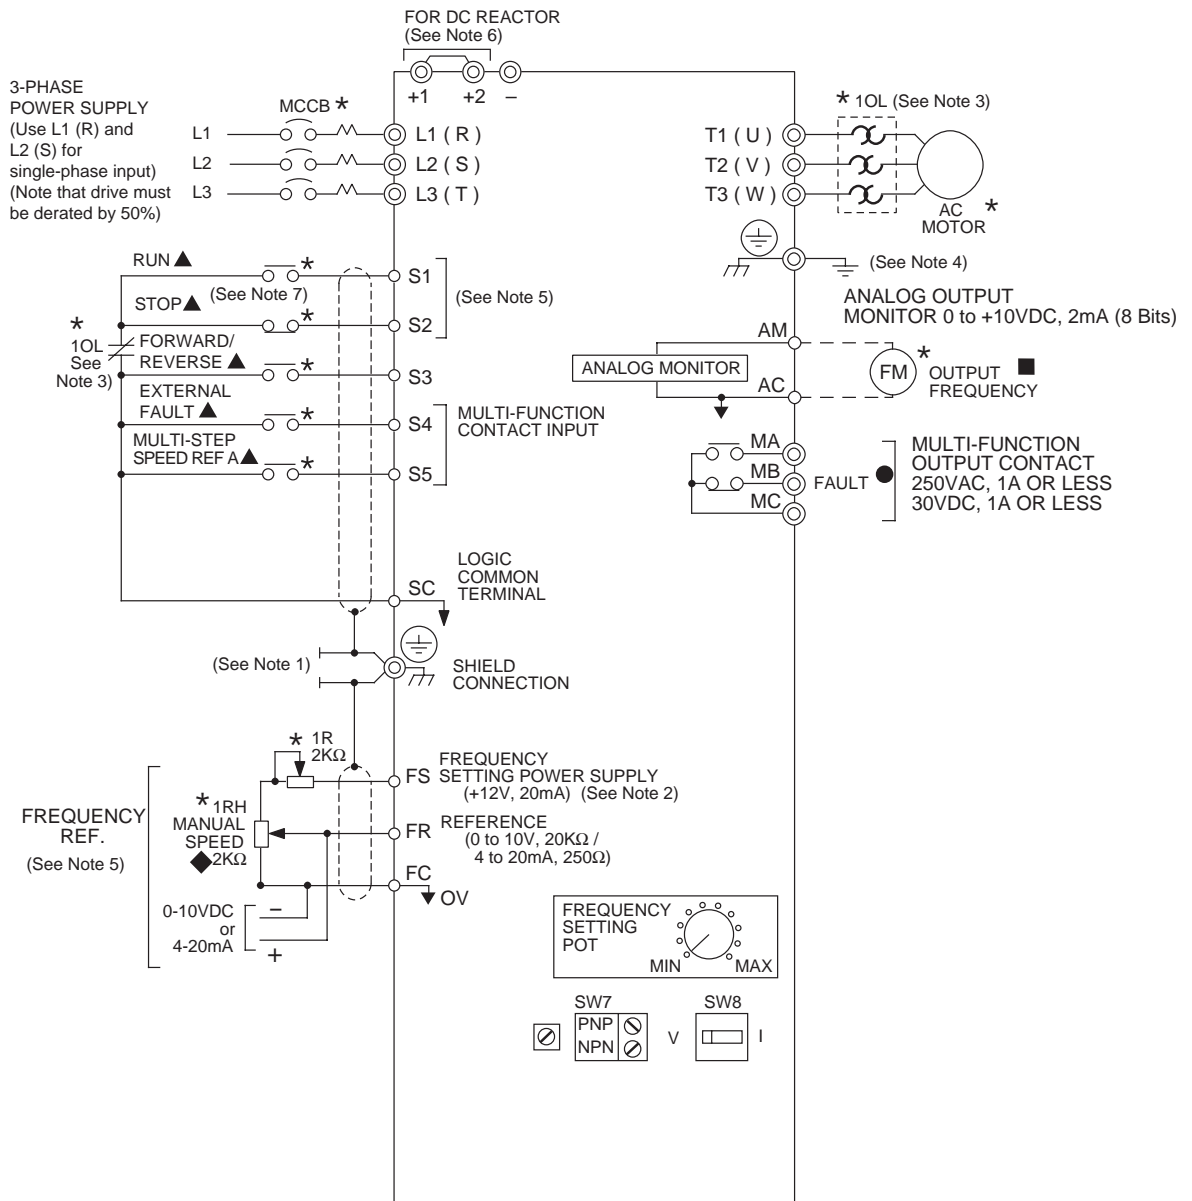 FOR DC REACTOR
(See Note 6)
+1
+2
–
3-PHASE
POWER SUPPLY
(Use L1 (R) and
L2 (S) for
single-phase input)
(Note that drive must
be derated by 50%)
MCCB *
L1
L2
L3
L1 ( R )
L2 ( S )
L3 ( T )
T1 ( U )
T2 ( V )
T3 ( W )
* 1OL (See Note 3)
AC
MOTOR *
(See Note 4)
RUN ▲
*
(See Note 7)
S1
STOP ▲
*
S2
(See Note 5)
*
1OL
See
Note 3)
FORWARD/
REVERSE ▲
*
S3
EXTERNAL
FAULT ▲
*
S4
MULTI-STEP
SPEED REF A ▲
*
S5
MULTI-FUNCTION
CONTACT INPUT
ANALOG OUTPUT
MONITOR 0 to +10VDC, 2mA (8 Bits)
AM
ANALOG MONITOR
AC
FM
*
OUTPUT ■
FREQUENCY
MA
MB
MC
FAULT ●
MULTI-FUNCTION
OUTPUT CONTACT
250VAC, 1A OR LESS
30VDC, 1A OR LESS
SC
LOGIC
COMMON
TERMINAL
(See Note 1)
SHIELD
CONNECTION
* 1R
2KΩ
FS
FREQUENCY
SETTING POWER SUPPLY
(+12V, 20mA) (See Note 2)
FREQUENCY
REF.
(See Note 5)
* 1RH
MANUAL
SPEED
◆ 2KΩ
FR
REFERENCE
(0 to 10V, 20KΩ /
4 to 20mA, 250Ω)
FC
OV
0-10VDC
or
4-20mA
–
+
FREQUENCY
SETTING
POT
MIN
MAX
SW7
PNP
NPN
SW8
V
I